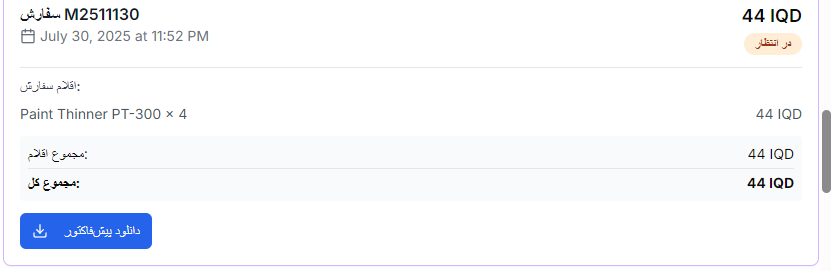 سفارش M2511130
44 IQD
July 30, 2025 at 11:52 PM
در انتظار
اقلام سفارش:
Paint Thinner PT-300 × 4
44 IQD
مجموع اقلام:
44 IQD
مجموع کل:
44 IQD
دانلود پیش‌فاکتور